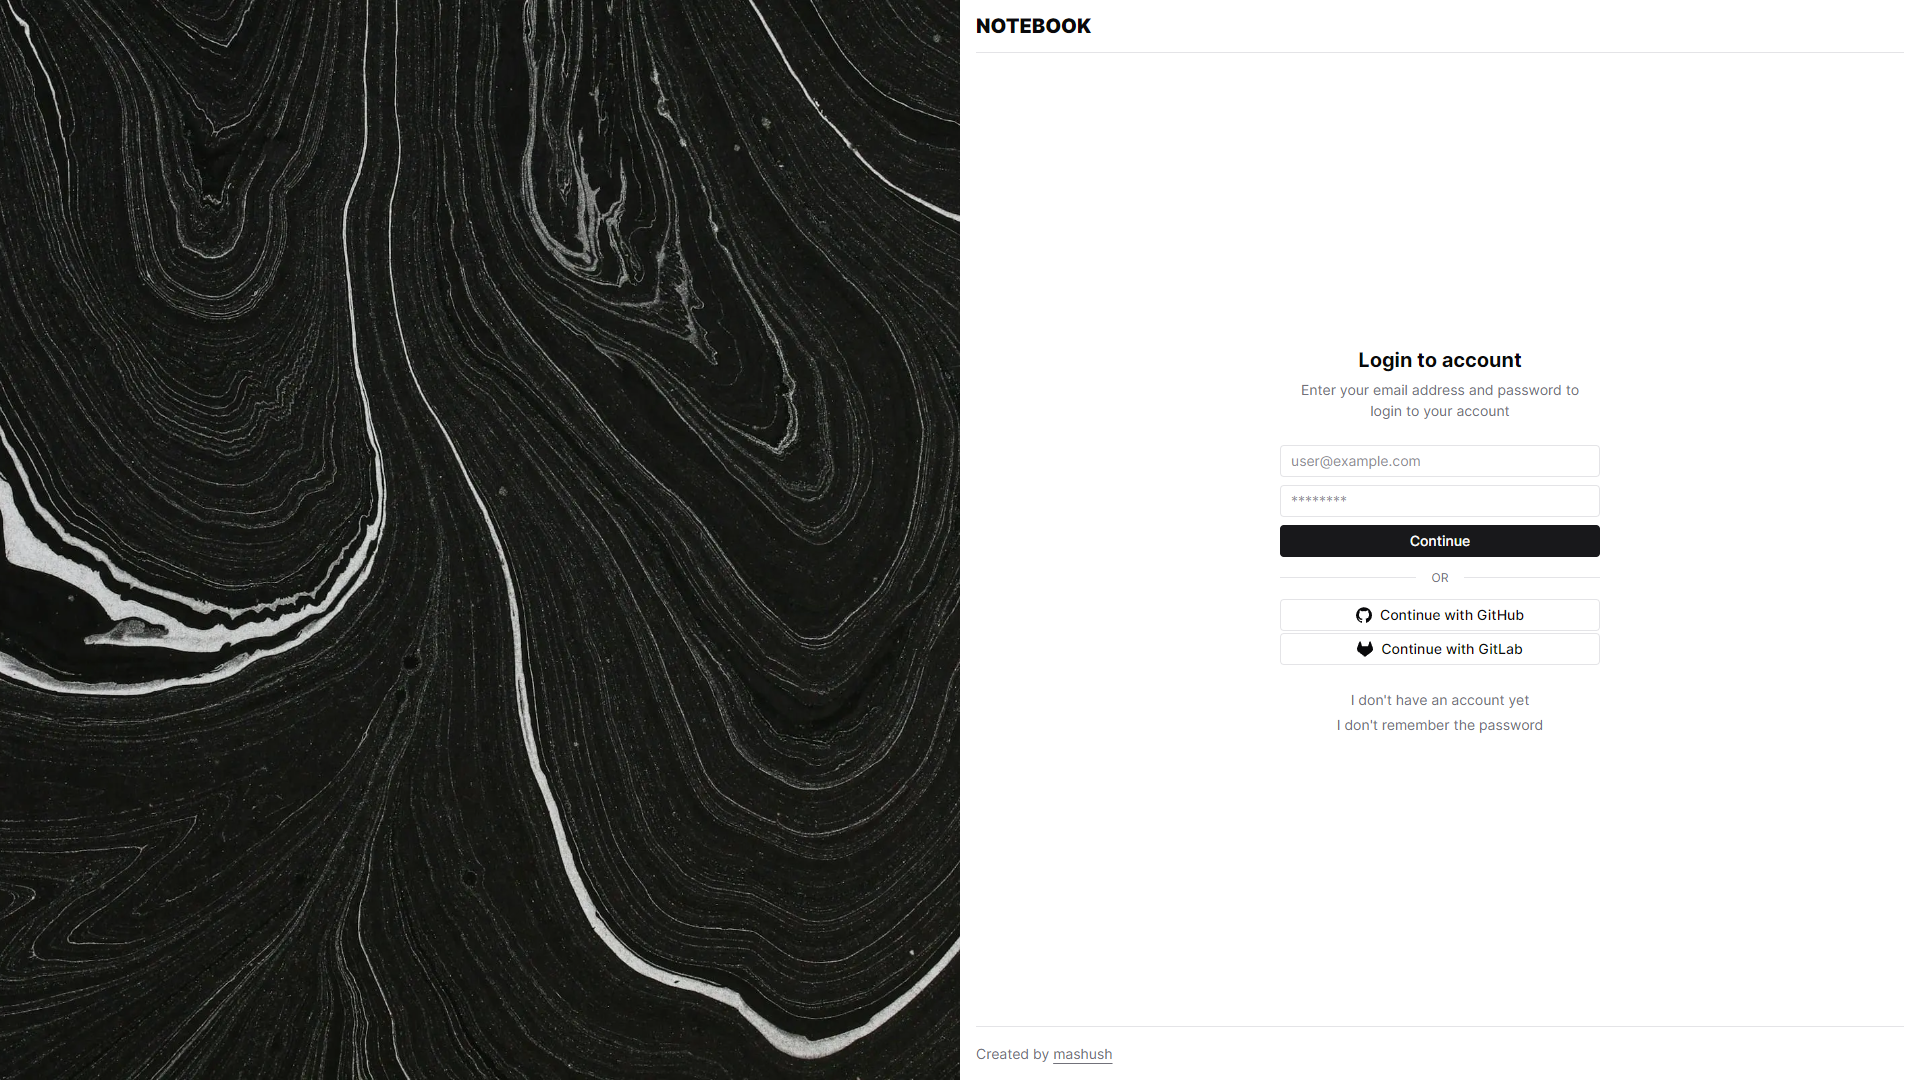 NOTEBOOK
Login to account
Enter your email address and password to
login to your account
user@example.com
********
Continue
OR
Continue with GitHub
Continue with GitLab
I don't have an account yet
I don't remember the password
Created by mashush